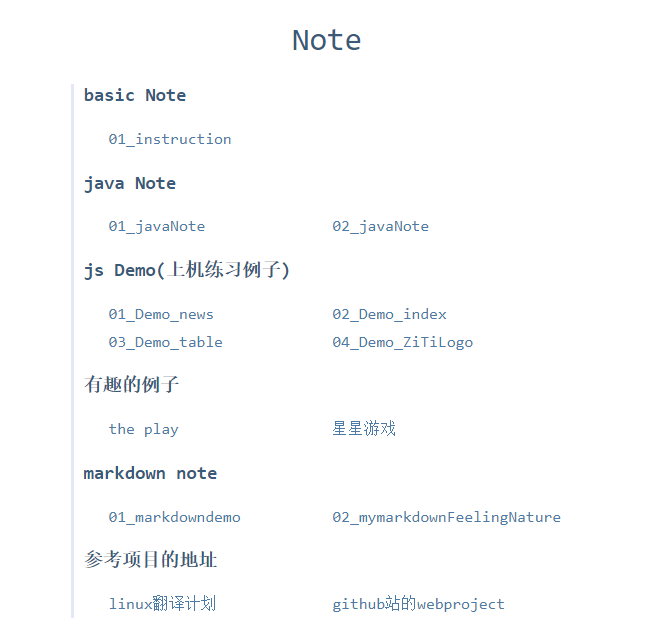 Note
basic Note
01_instruction
java Note
01_javaNote 02_javaNote
js Demo(上机练习例子)
01_Demo_news 02_Demo_index
03_Demo_table 04_Demo_ZiTiLogo
有趣的例子
the play 星星游戏
markdown note
01_markdowndemo 02_mymarkdownFeelingNature
参考项目的地址
linux翻译计划 github站的webproject